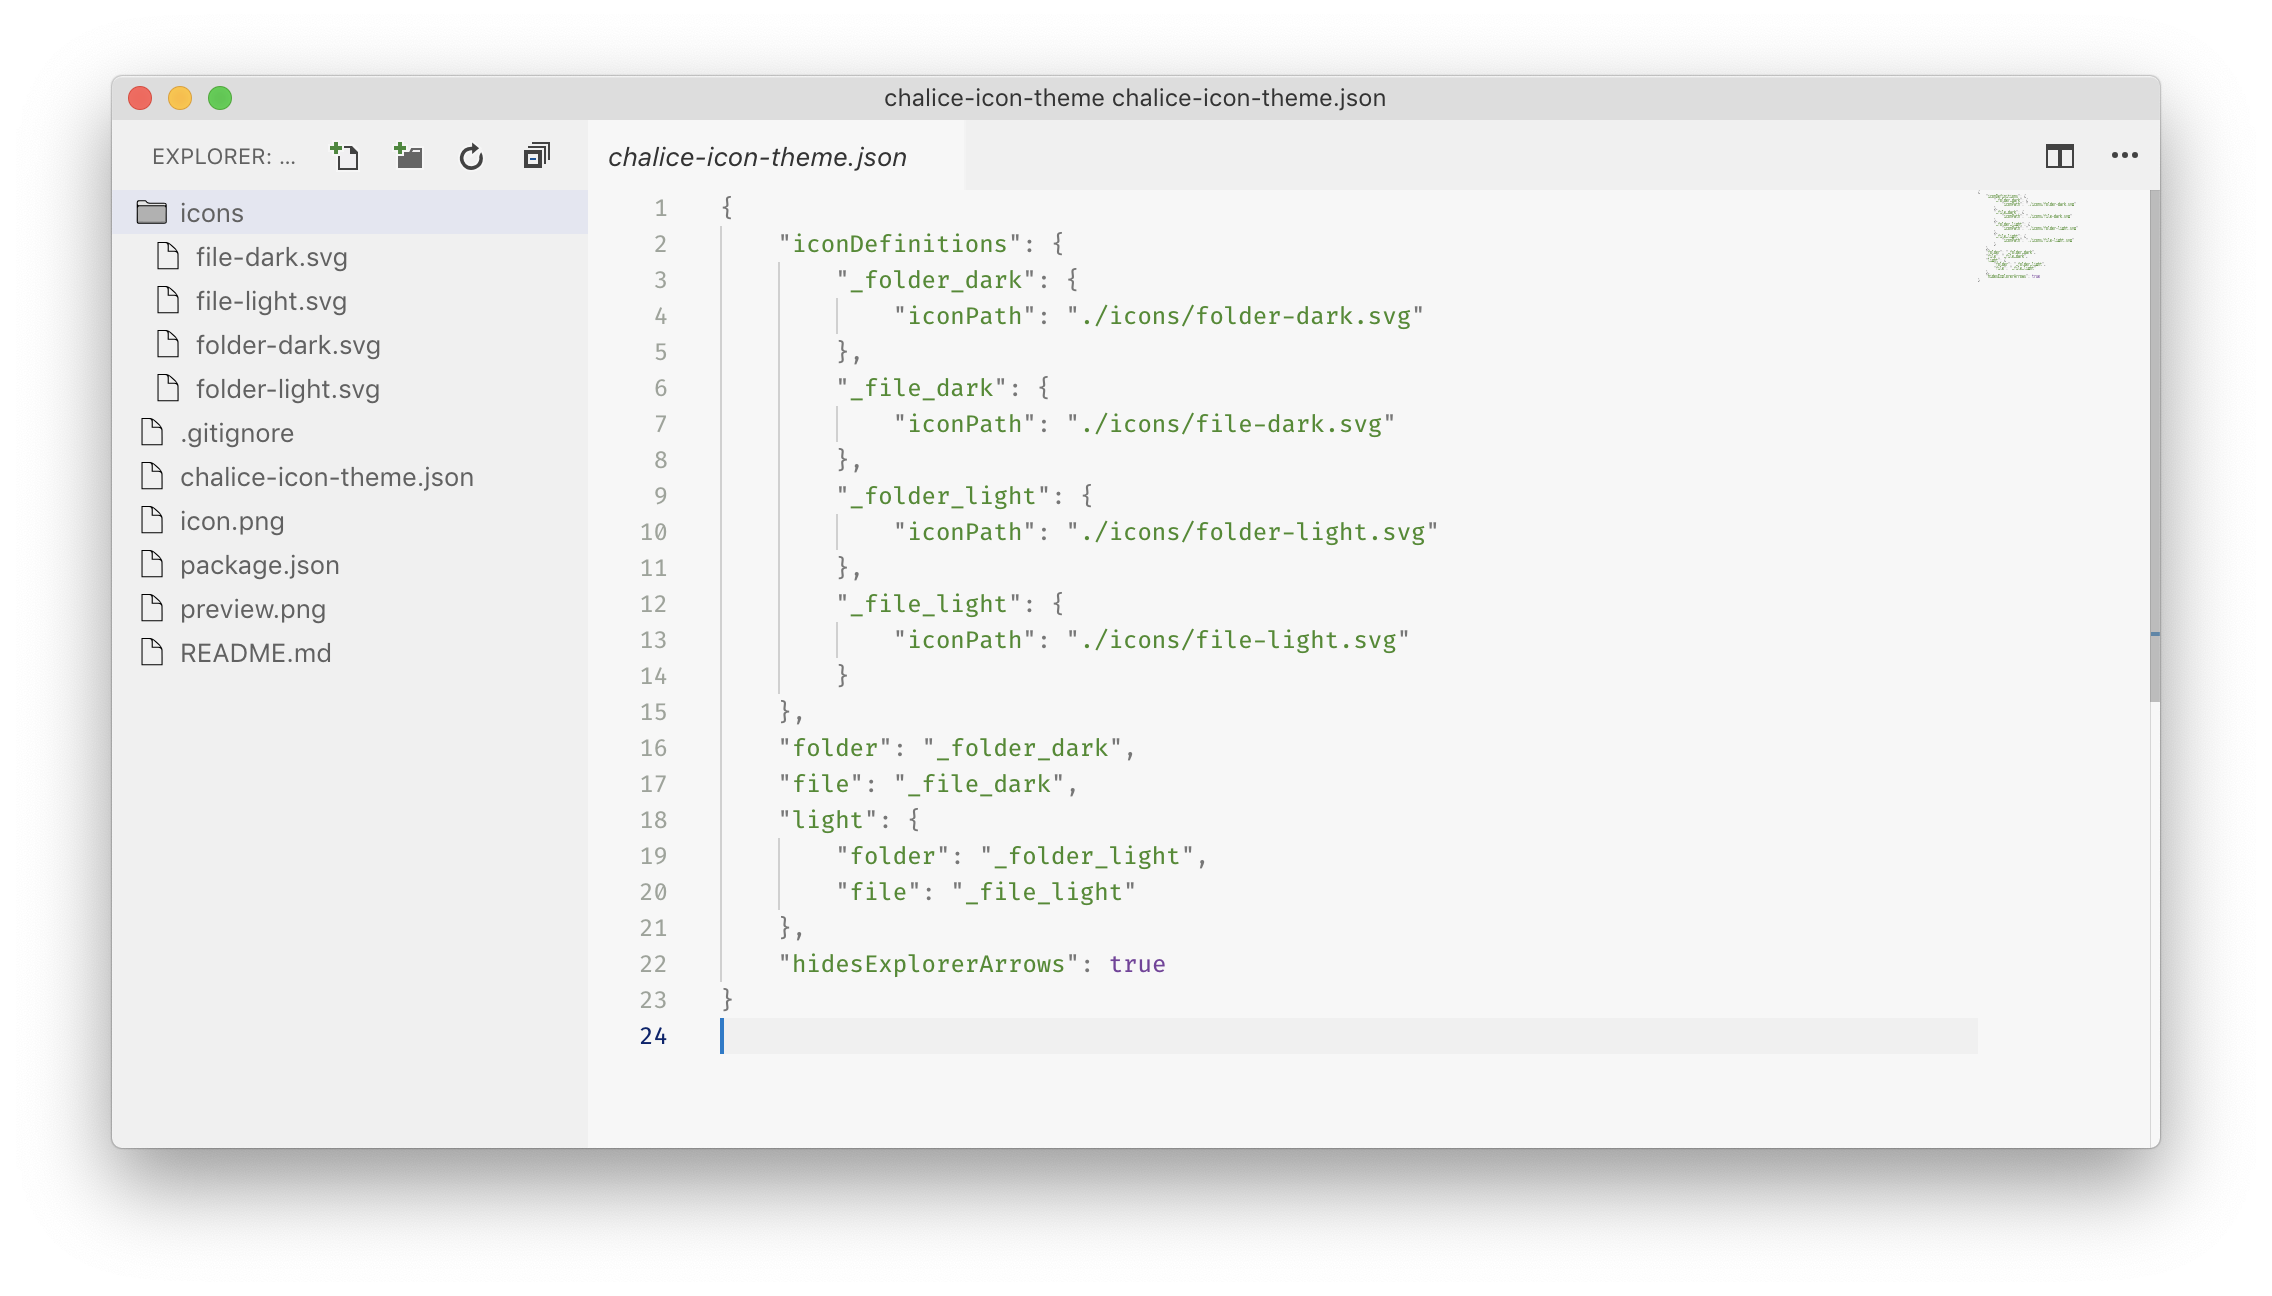 chalice-icon-theme chalice-icon-theme.json
EXPLORER: ...
icons
file-dark.svg
file-light.svg
folder-dark.svg
folder-light.svg
.gitignore
chalice-icon-theme.json
icon.png
package.json
preview.png
README.md
chalice-icon-theme.json
1 {
2     "iconDefinitions": {
3         "_folder_dark": {
4             "iconPath": "./icons/folder-dark.svg"
5         },
6         "_file_dark": {
7             "iconPath": "./icons/file-dark.svg"
8         },
9         "_folder_light": {
10             "iconPath": "./icons/folder-light.svg"
11         },
12         "_file_light": {
13             "iconPath": "./icons/file-light.svg"
14         }
15     },
16     "folder": "_folder_dark",
17     "file": "_file_dark",
18     "light": {
19         "folder": "_folder_light",
20         "file": "_file_light"
21     },
22     "hidesExplorerArrows": true
23 }
24